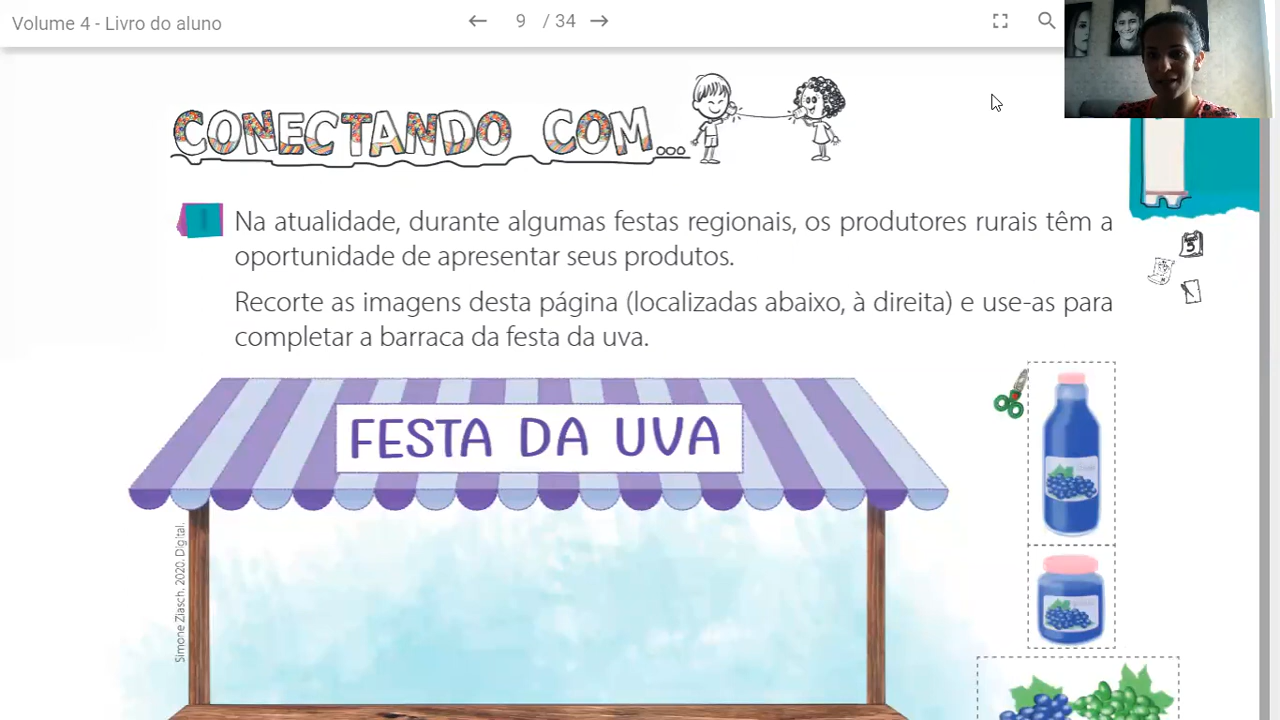 Volume 4 - Livro do aluno
9 / 34
CONECTANDO COM...
1 Na atualidade, durante algumas festas regionais, os produtores rurais têm a
oportunidade de apresentar seus produtos.
Recorte as imagens desta página (localizadas abaixo, à direita) e use-as para
completar a barraca da festa da uva.
FESTA DA UVA
Simone Ziasch. 2020. Digital.